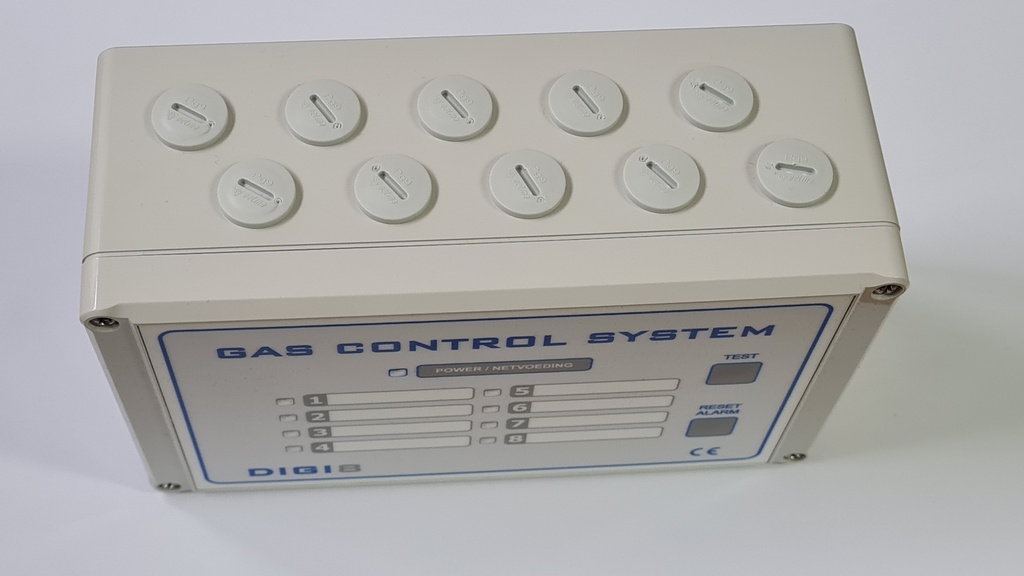 GAS CONTROL SYSTEM
POWER / NETVOEDING
TEST
1
2
3
4
5
6
7
8
RESET
ALARM
DIGI8
CE